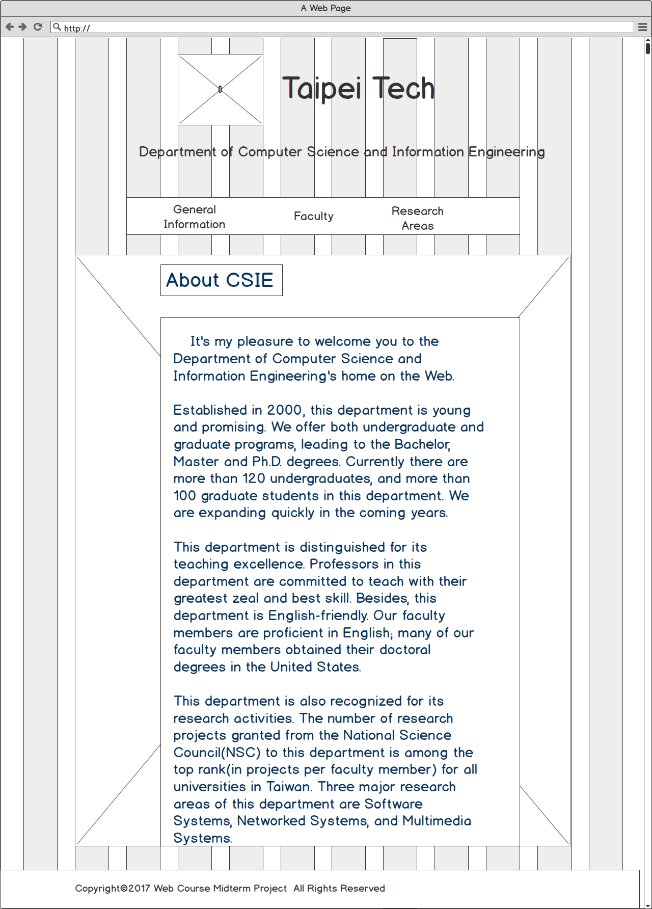 A Web Page
http://
Taipei Tech
Department of Computer Science and Information Engineering
General
Information
Faculty
Research
Areas
About CSIE
It's my pleasure to welcome you to the
Department of Computer Science and
Information Engineering's home on the Web.
Established in 2000, this department is young
and promising. We offer both undergraduate and
graduate programs, leading to the Bachelor,
Master and Ph.D. degrees. Currently there are
more than 120 undergraduates, and more than
100 graduate students in this department. We
are expanding quickly in the coming years.
This department is distinguished for its
teaching excellence. Professors in this
department are committed to teach with their
greatest zeal and best skill. Besides, this
department is English-friendly. Our faculty
members are proficient in English; many of our
faculty members obtained their doctoral
degrees in the United States.
This department is also recognized for its
research activities. The number of research
projects granted from the National Science
Council(NSC) to this department is among the
top rank(in projects per faculty member) for all
universities in Taiwan. Three major research
areas of this department are Software
Systems, Networked Systems, and Multimedia
Systems.
Copyright©2017 Web Course Midterm Project All Rights Reserved